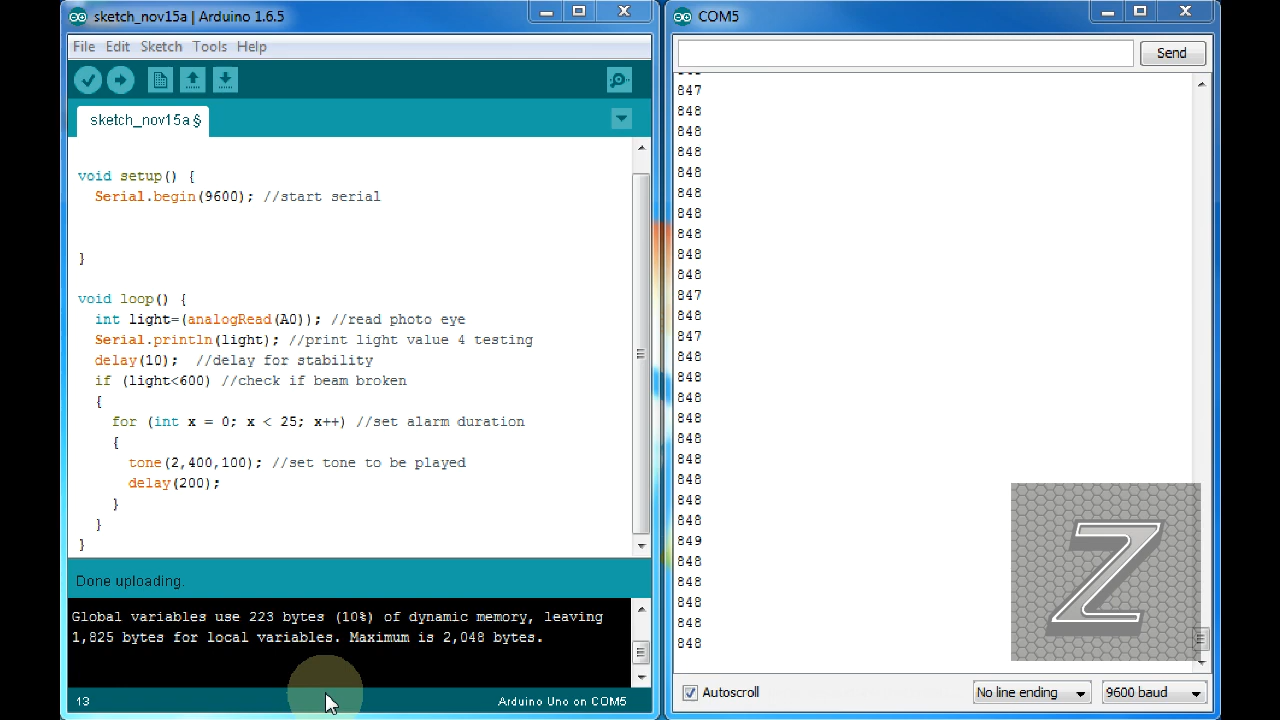 sketch_nov15a | Arduino 1.6.5
File Edit Sketch Tools Help
sketch_nov15a §
void setup() {
Serial.begin(9600); //start serial
}
void loop() {
int light=(analogRead(A0)); //read photo eye
Serial.println(light); //print light value 4 testing
delay(10); //delay for stability
if (light<600) //check if beam broken
{
for (int x = 0; x < 25; x++) //set alarm duration
{
tone(2,400,100); //set tone to be played
delay(200);
}
}
}
Done uploading.
Global variables use 223 bytes (10%) of dynamic memory, leaving
1,825 bytes for local variables. Maximum is 2,048 bytes.
13 Arduino Uno on COM5
COM5
Send
847
848
848
848
848
848
848
848
848
848
847
848
847
848
848
848
848
848
848
848
848
848
849
848
848
848
848
848
Z
Autoscroll No line ending 9600 baud